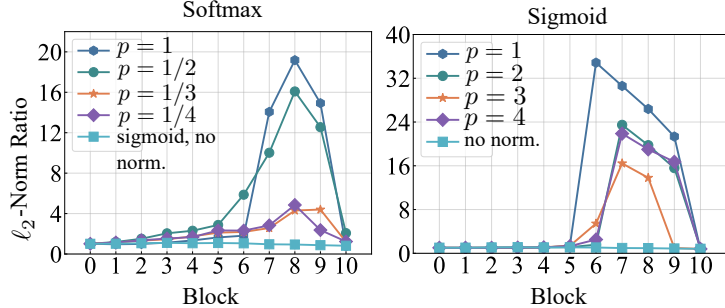 Softmax
20
16
12
8
4
0
ℓ₂-Norm Ratio
p = 1
p = 1/2
p = 1/3
p = 1/4
sigmoid, no
norm.
0 1 2 3 4 5 6 7 8 9 10
Block
Sigmoid
40
32
24
16
8
0
p = 1
p = 2
p = 3
p = 4
no norm.
0 1 2 3 4 5 6 7 8 9 10
Block